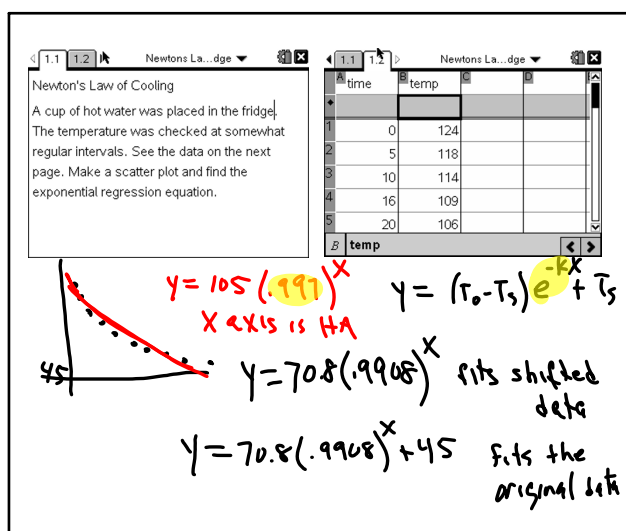 1.1 1.2 Newtons La...dge
Newton's Law of Cooling
A cup of hot water was placed in the fridge.
The temperature was checked at somewhat
regular intervals. See the data on the next
page. Make a scatter plot and find the
exponential regression equation.
1.1 1.2 Newtons La...dge
A time B temp C D
1 0 124
2 5 118
3 10 114
4 16 109
5 20 106
B temp
y = 105 (.997)^x
x axis is HA
y = (T₀-Tₛ) e^-kx + Tₛ
45
y = 70.8 (.9908)^x fits shifted
data
y = 70.8 (.9908)^x + 45 fits the
original data